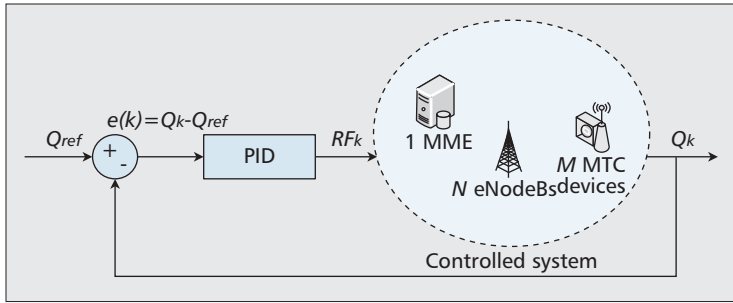 e(k)=Qk-Qref
Qref
+
-
PID
RFk
1 MME
N eNodeBs
M MTC
devices
Qk
Controlled system